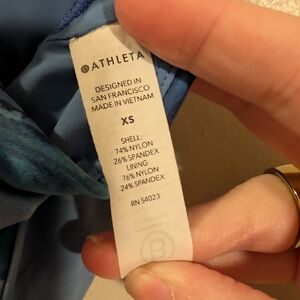 ATHLETA
DESIGNED IN
SAN FRANCISCO
MADE IN VIETNAM
XS
SHELL:
74% NYLON
26% SPANDEX
LINING:
76% NYLON
24% SPANDEX
RN 54023
B